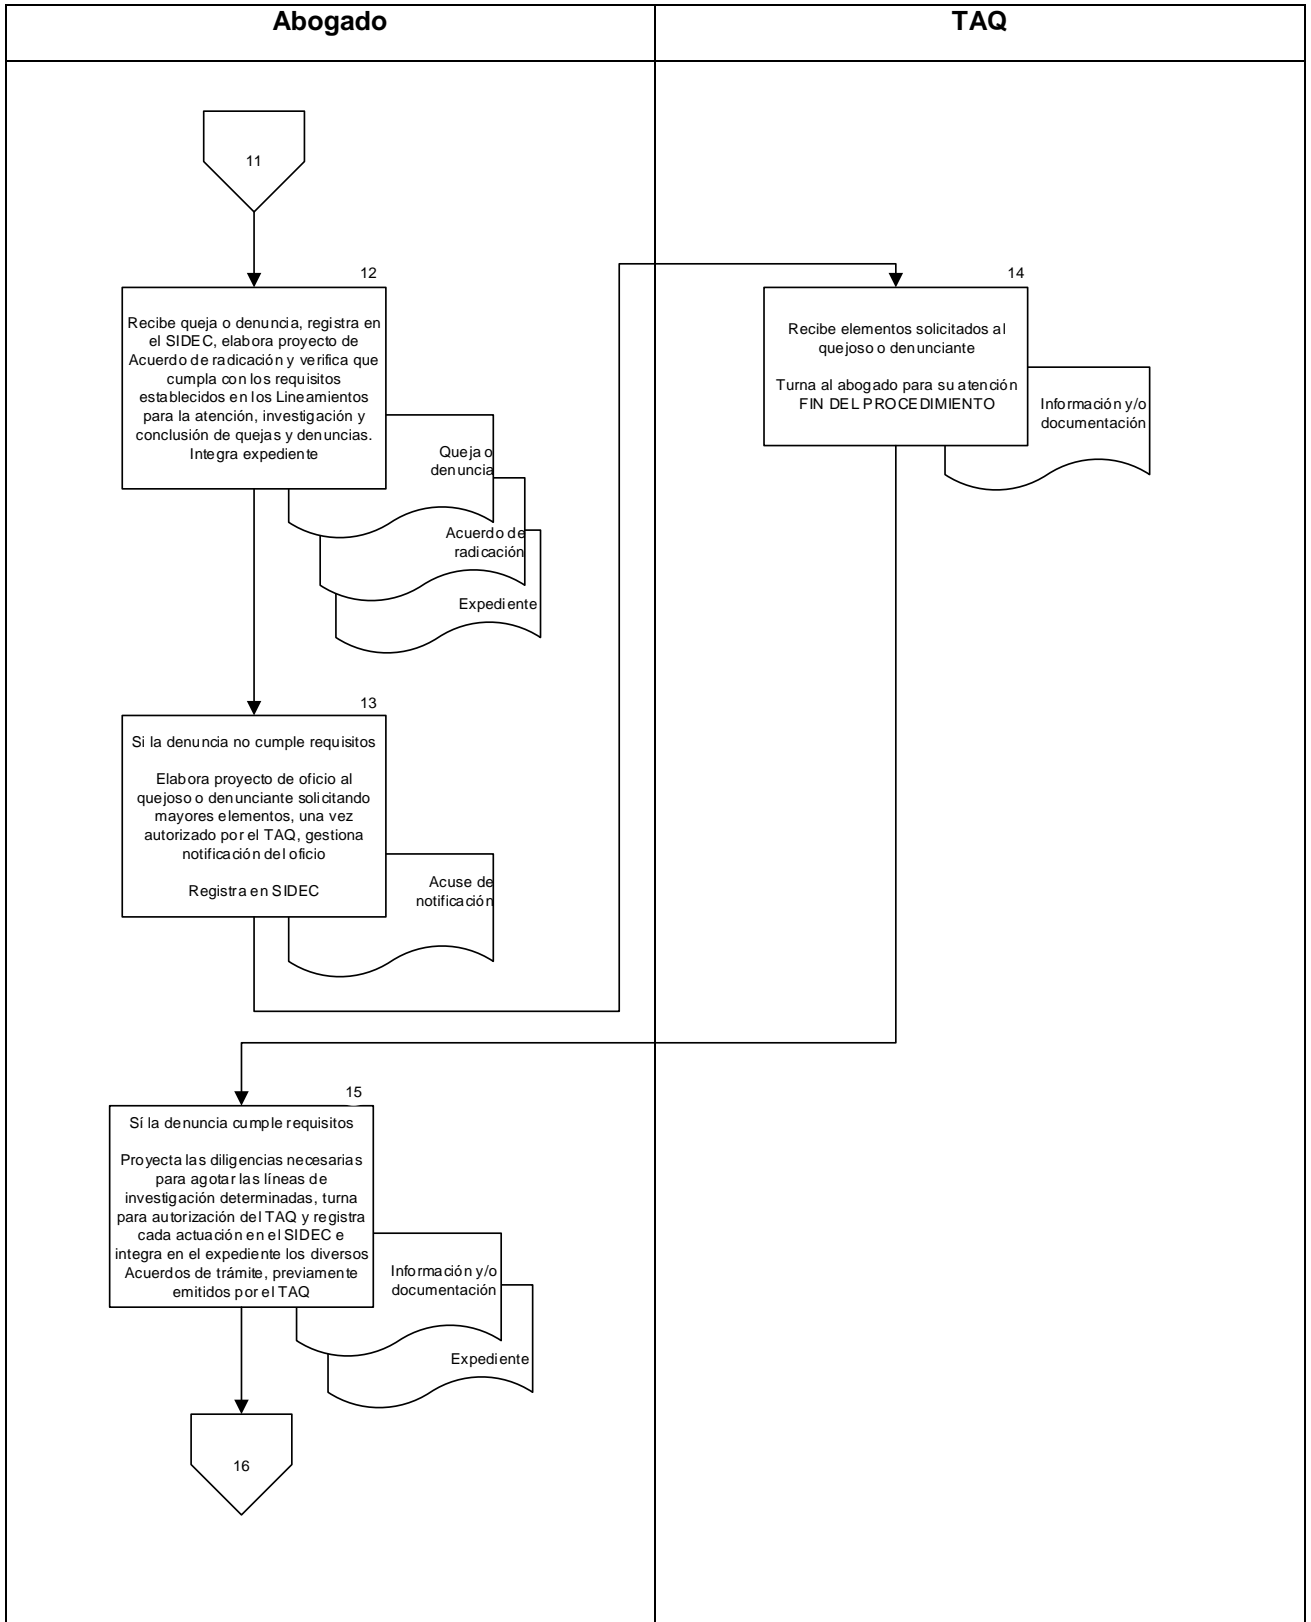 Abogado
TAQ
11
12
Recibe queja o denuncia, registra en
el SIDEC, elabora proyecto de
Acuerdo de radicación y verifica que
cumpla con los requisitos
establecidos en los Lineamientos
para la atención, investigación y
conclusión de quejas y denuncias.
Integra expediente
Queja o
denuncia
Acuerdo de
radicación
Expediente
13
Si la denuncia no cumple requisitos
Elabora proyecto de oficio al
quejoso o denunciante solicitando
mayores elementos, una vez
autorizado por el TAQ, gestiona
notificación del oficio
Registra en SIDEC
Acuse de
notificación
14
Recibe elementos solicitados al
quejoso o denunciante
Turna al abogado para su atención
FIN DEL PROCEDIMIENTO
Información y/o
documentación
15
Sí la denuncia cumple requisitos
Proyecta las diligencias necesarias
para agotar las líneas de
investigación determinadas, turna
para autorización del TAQ y registra
cada actuación en el SIDEC e
integra en el expediente los diversos
Acuerdos de trámite, previamente
emitidos por el TAQ
Información y/o
documentación
Expediente
16